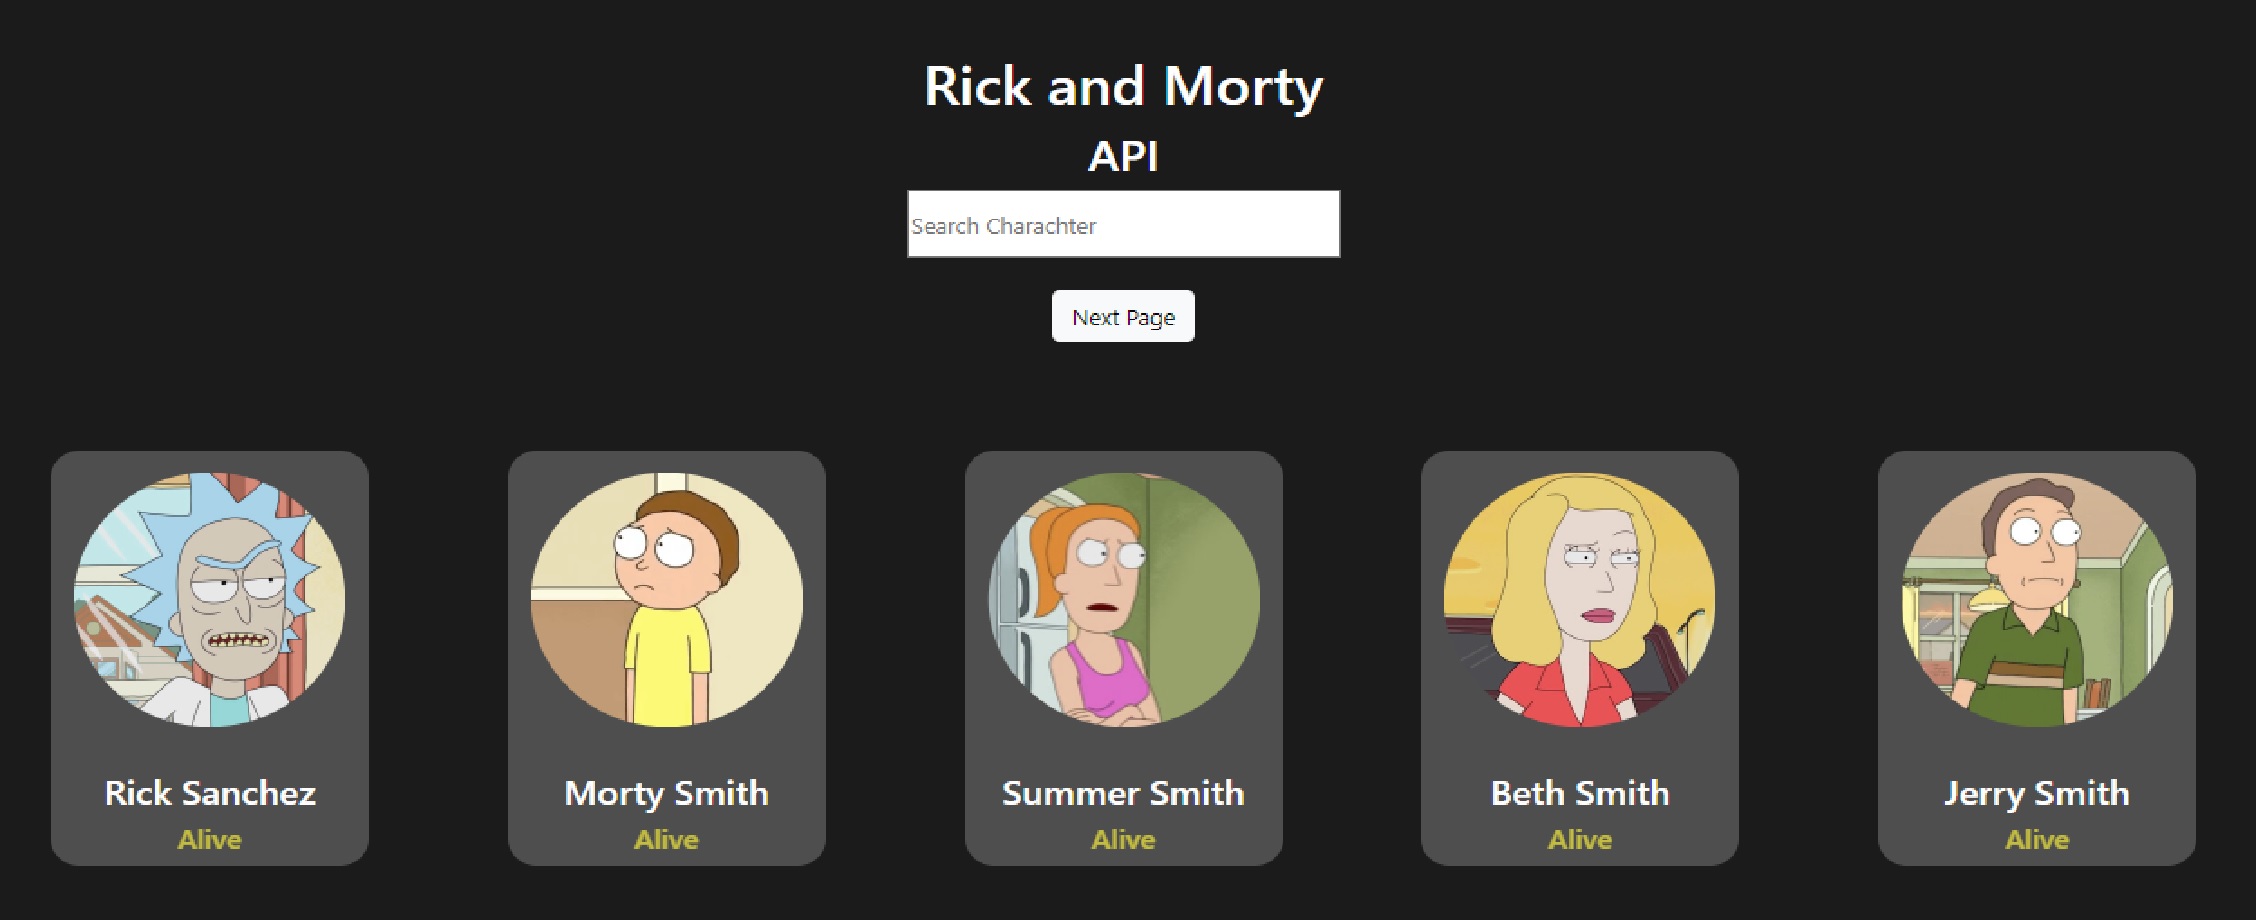 Rick and Morty
API
Search Charachter
Next Page
Rick Sanchez
Alive
Morty Smith
Alive
Summer Smith
Alive
Beth Smith
Alive
Jerry Smith
Alive